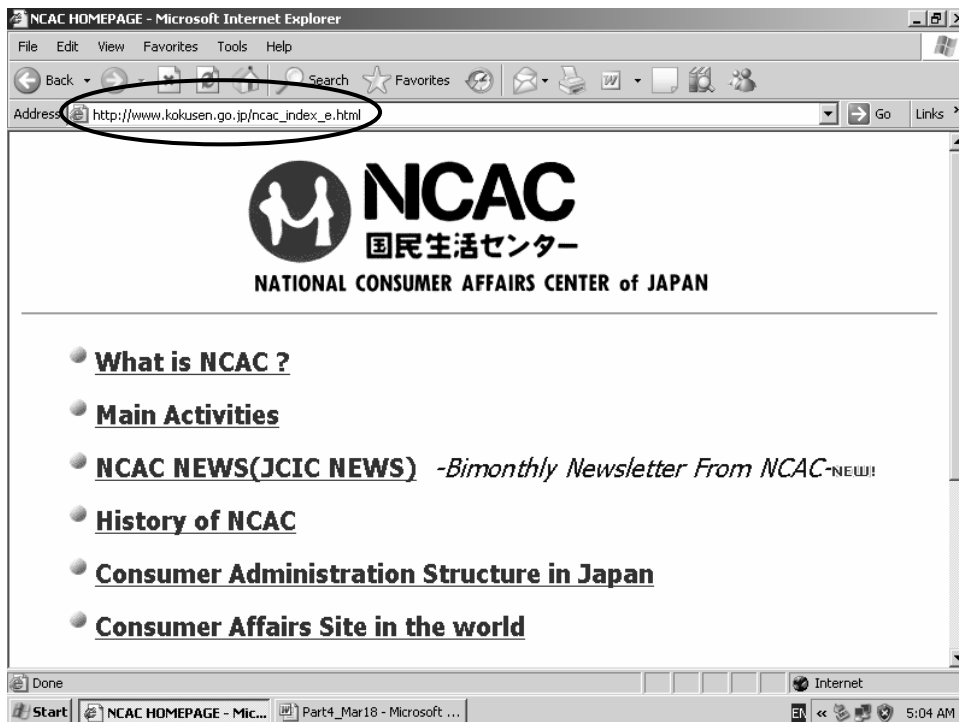 NCAC HOMEPAGE - Microsoft Internet Explorer
File Edit View Favorites Tools Help
Back Search Favorites
Address http://www.kokusen.go.jp/ncac_index_e.html Go Links
NCAC
国民生活センター
NATIONAL CONSUMER AFFAIRS CENTER of JAPAN
What is NCAC ?
Main Activities
NCAC NEWS(JCIC NEWS) -Bimonthly Newsletter From NCAC-NEW!
History of NCAC
Consumer Administration Structure in Japan
Consumer Affairs Site in the world
Done Internet
Start NCAC HOMEPAGE - Mic... Part4_Mar18 - Microsoft ... EN « 5:04 AM